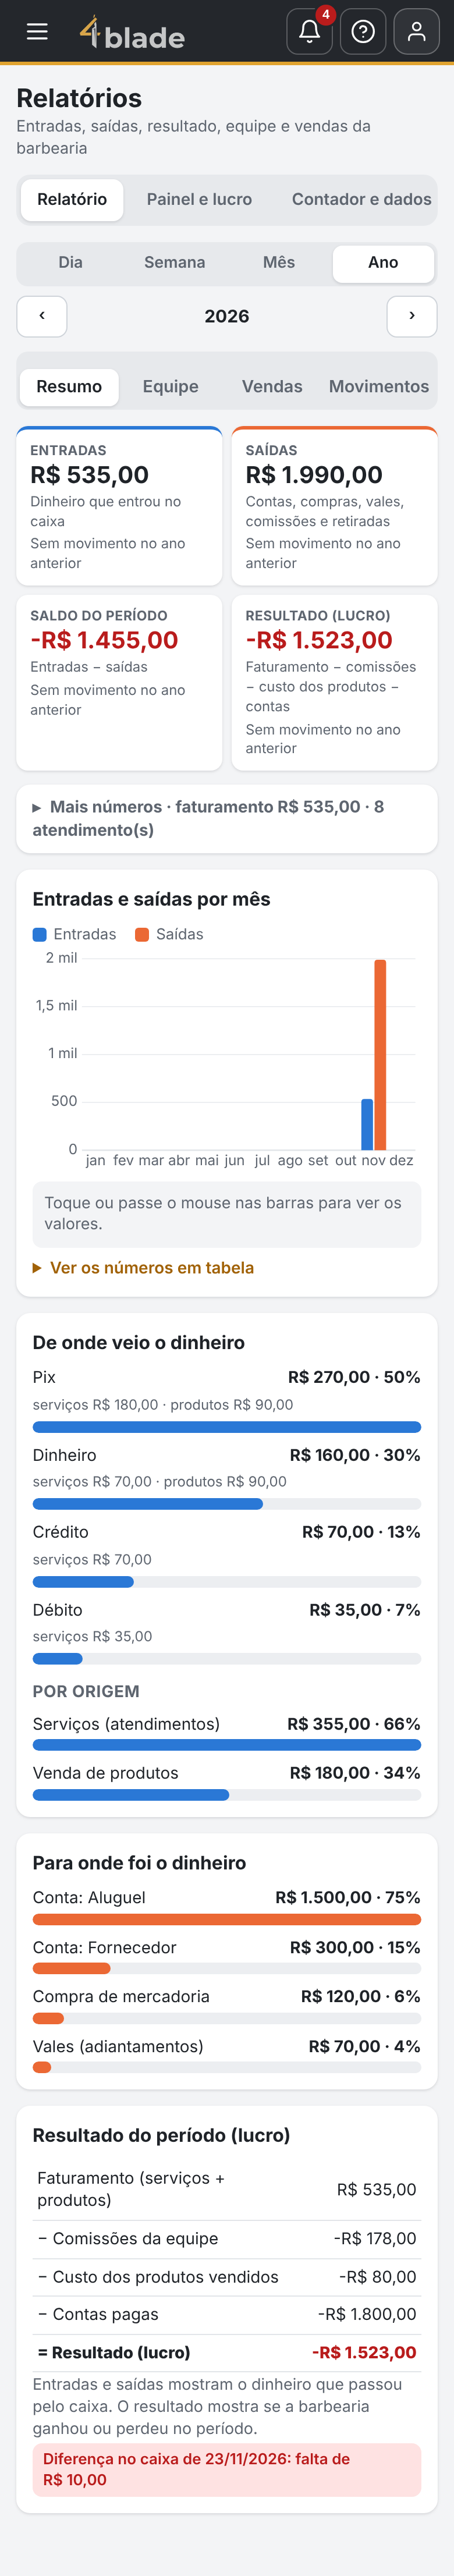 4blade
4
Relatórios
Entradas, saídas, resultado, equipe e vendas da
barbearia
Relatório Painel e lucro Contador e dados
Dia Semana Mês Ano
‹ 2026 ›
Resumo Equipe Vendas Movimentos
ENTRADAS
R$ 535,00
Dinheiro que entrou no
caixa
Sem movimento no ano
anterior
SAÍDAS
R$ 1.990,00
Contas, compras, vales,
comissões e retiradas
Sem movimento no ano
anterior
SALDO DO PERÍODO
-R$ 1.455,00
Entradas − saídas
Sem movimento no ano
anterior
RESULTADO (LUCRO)
-R$ 1.523,00
Faturamento − comissões
− custo dos produtos −
contas
Sem movimento no ano
anterior
▸ Mais números · faturamento R$ 535,00 · 8
atendimento(s)
Entradas e saídas por mês
Entradas Saídas
2 mil
1,5 mil
1 mil
500
0
jan fev mar abr mai jun jul ago set out nov dez
Toque ou passe o mouse nas barras para ver os
valores.
▸ Ver os números em tabela
De onde veio o dinheiro
Pix R$ 270,00 · 50%
serviços R$ 180,00 · produtos R$ 90,00
Dinheiro R$ 160,00 · 30%
serviços R$ 70,00 · produtos R$ 90,00
Crédito R$ 70,00 · 13%
serviços R$ 70,00
Débito R$ 35,00 · 7%
serviços R$ 35,00
POR ORIGEM
Serviços (atendimentos) R$ 355,00 · 66%
Venda de produtos R$ 180,00 · 34%
Para onde foi o dinheiro
Conta: Aluguel R$ 1.500,00 · 75%
Conta: Fornecedor R$ 300,00 · 15%
Compra de mercadoria R$ 120,00 · 6%
Vales (adiantamentos) R$ 70,00 · 4%
Resultado do período (lucro)
Faturamento (serviços +
produtos) R$ 535,00
− Comissões da equipe -R$ 178,00
− Custo dos produtos vendidos -R$ 80,00
− Contas pagas -R$ 1.800,00
= Resultado (lucro) -R$ 1.523,00
Entradas e saídas mostram o dinheiro que passou
pelo caixa. O resultado mostra se a barbearia
ganhou ou perdeu no período.
Diferença no caixa de 23/11/2026: falta de
R$ 10,00